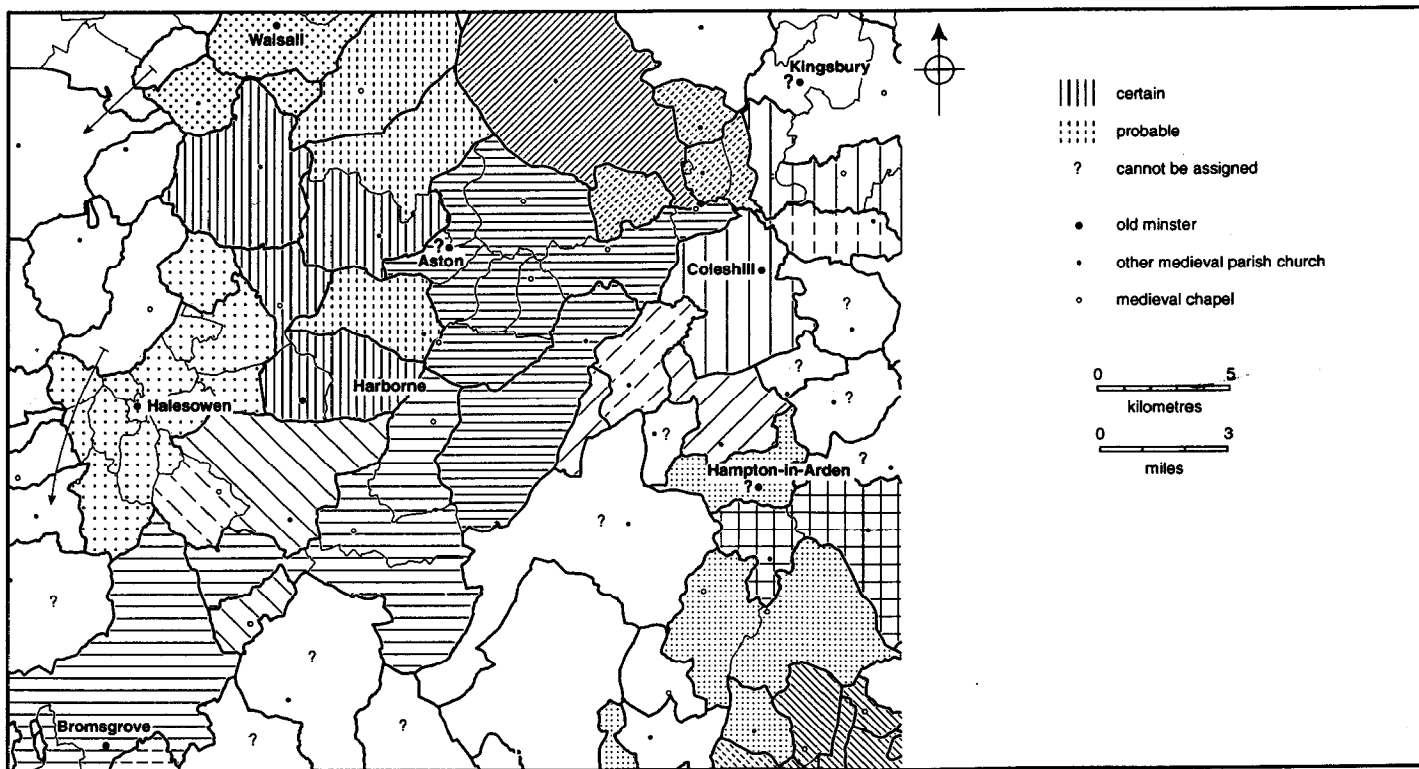 Walsall
Kingsbury
?
?
Aston
Coleshill
?
Harborne
?
Halesowen
?
?
?
Hampton-in-Arden
?
?
?
?
?
Bromsgrove
?
?
certain
probable
? cannot be assigned
old minster
other medieval parish church
medieval chapel
0 5
kilometres
0 3
miles